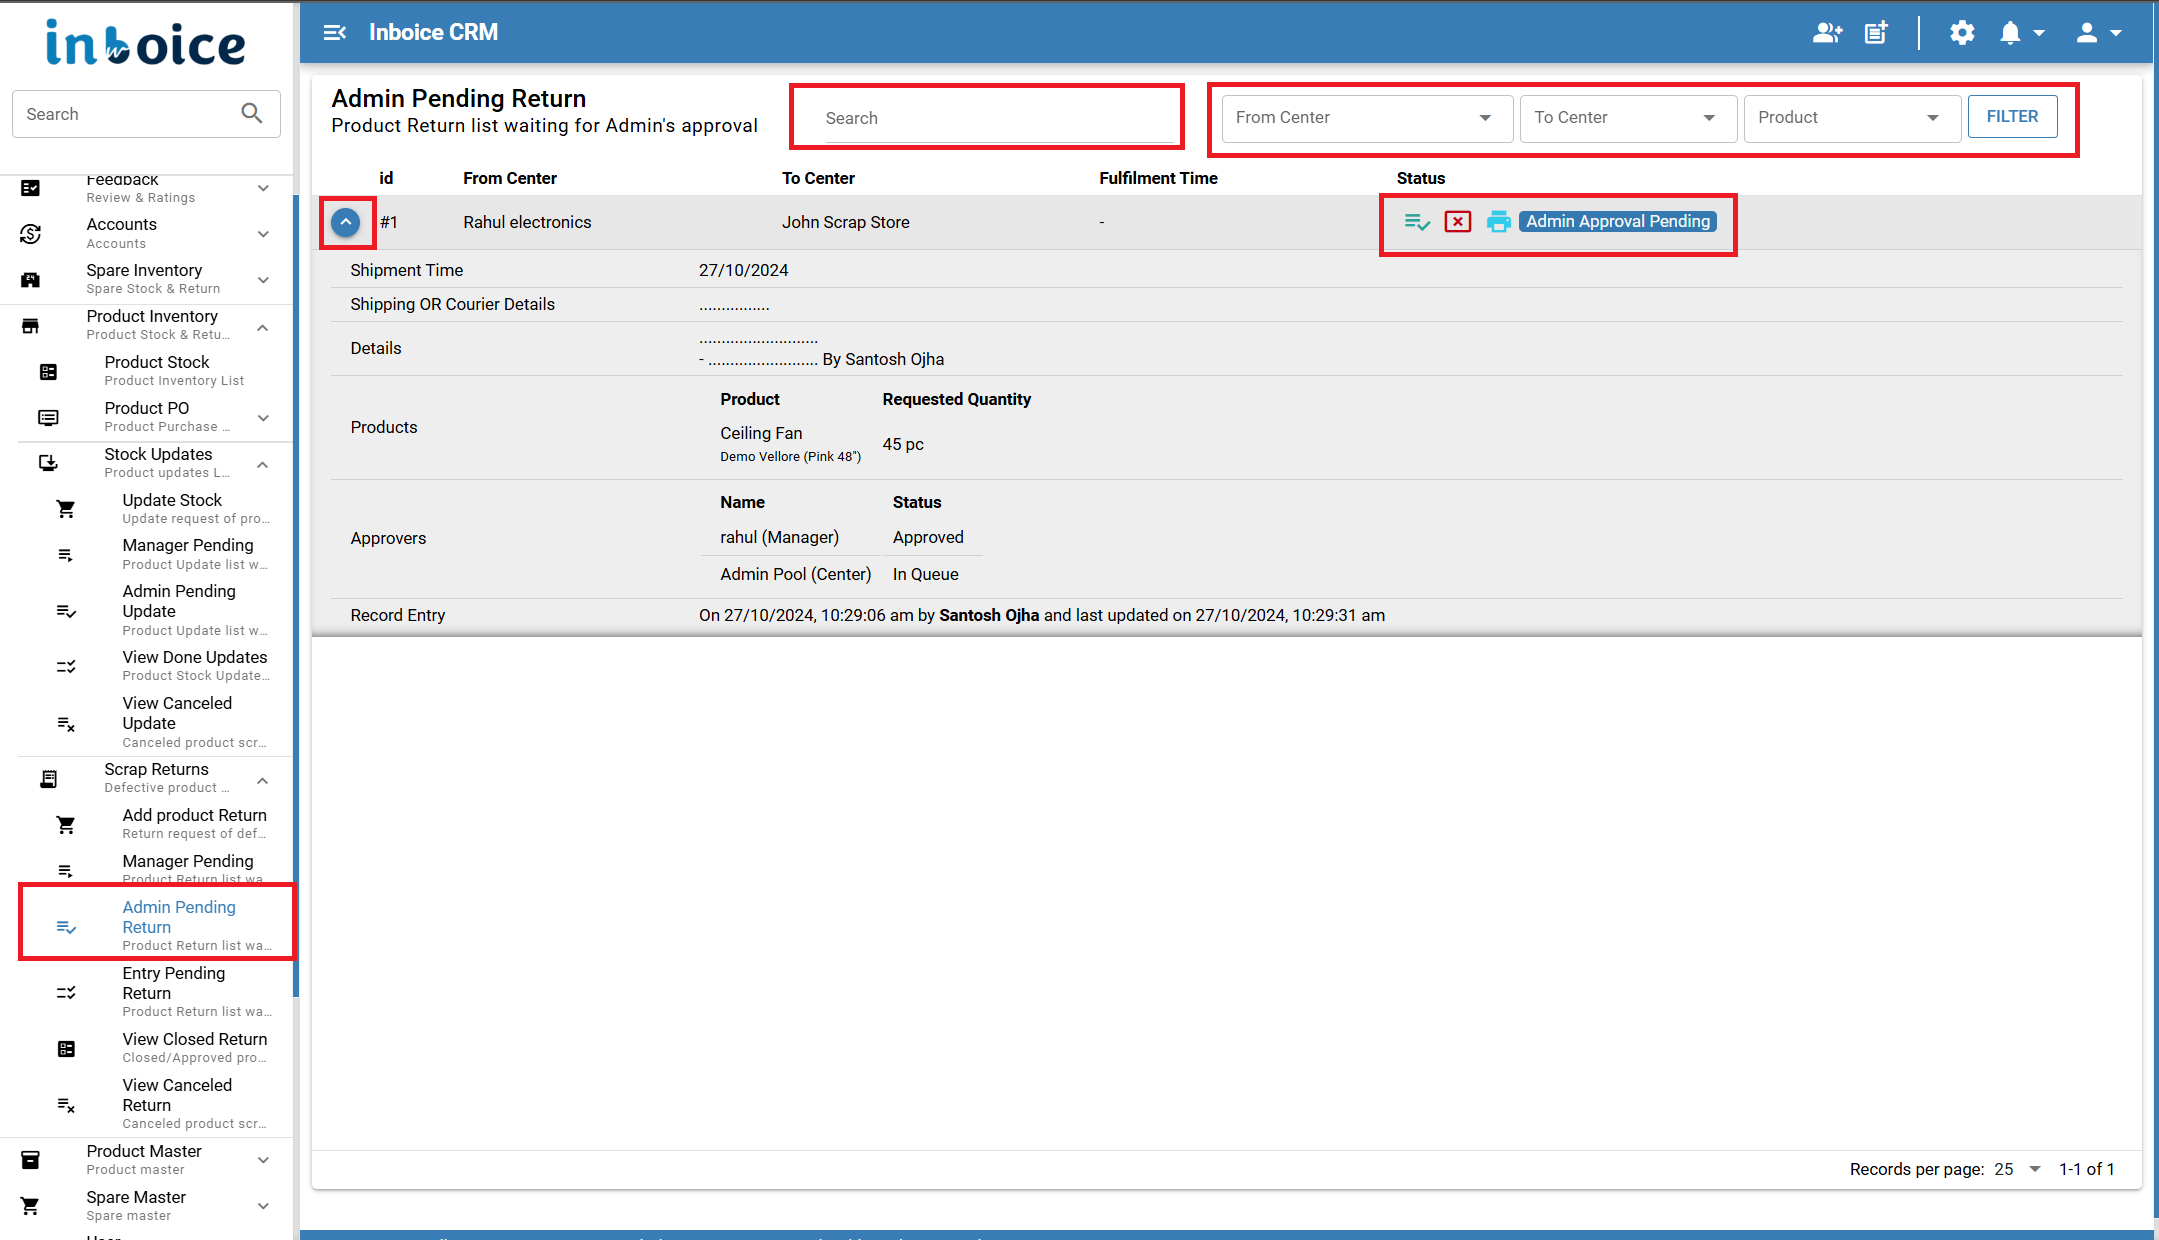 inboice
Search
Feedback
Review & Ratings
Accounts
Accounts
Spare Inventory
Spare Stock & Return
Product Inventory
Product Stock & Retu...
Product Stock
Product Inventory List
Product PO
Product Purchase ...
Stock Updates
Product updates L...
Update Stock
Update request of pro...
Manager Pending
Product Update list w...
Admin Pending
Update
Product Update list w...
View Done Updates
Product Stock Update...
View Canceled
Update
Canceled product scr...
Scrap Returns
Defective product ...
Add product Return
Return request of def...
Manager Pending
Product Return list wa...
Admin Pending
Return
Product Return list wa...
Entry Pending
Return
Product Return list wa...
View Closed Return
Closed/Approved pro...
View Canceled
Return
Canceled product scr...
Product Master
Product master
Spare Master
Spare master
Inboice CRM
Admin Pending Return
Product Return list waiting for Admin's approval
Search
From Center To Center Product FILTER
id From Center To Center Fulfilment Time Status
#1 Rahul electronics John Scrap Store - Admin Approval Pending
Shipment Time 27/10/2024
Shipping OR Courier Details ................
Details ...........................
- ......................... By Santosh Ojha
Products
Product Requested Quantity
Ceiling Fan
Demo Vellore (Pink 48") 45 pc
Approvers
Name Status
rahul (Manager) Approved
Admin Pool (Center) In Queue
Record Entry On 27/10/2024, 10:29:06 am by Santosh Ojha and last updated on 27/10/2024, 10:29:31 am
Records per page: 25 1-1 of 1